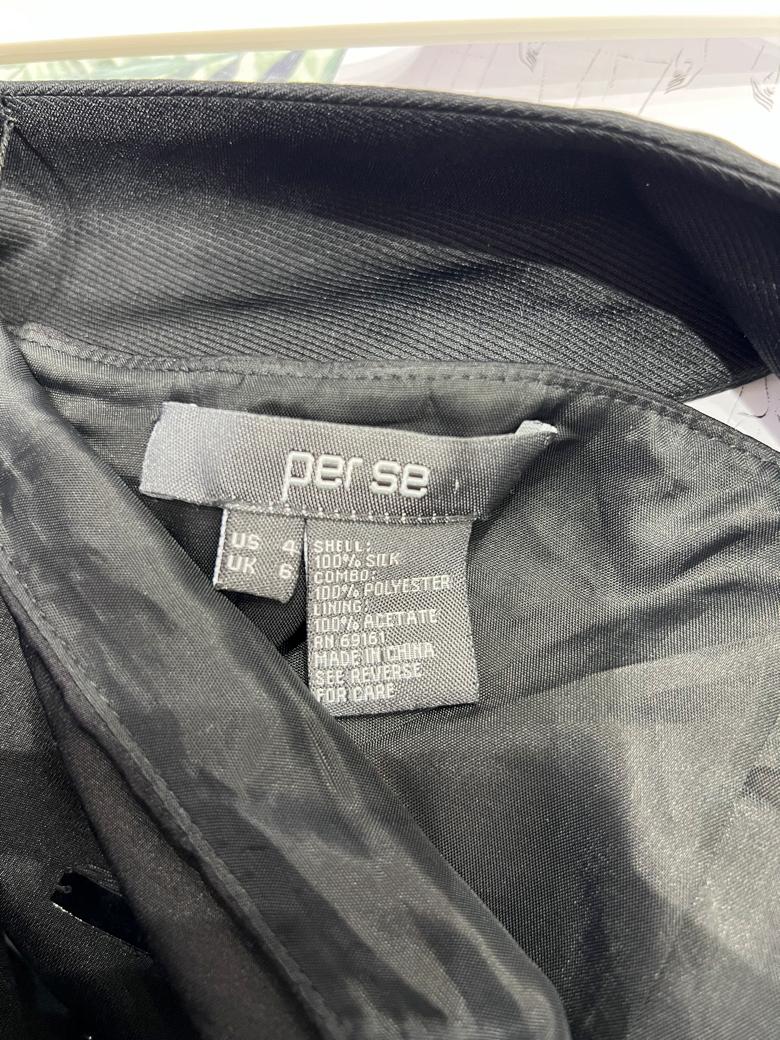 per se
US 4
UK 6
SHELL:
100% SILK
COMBO:
100% POLYESTER
LINING:
100% ACETATE
RN 69161
MADE IN CHINA
SEE REVERSE
FOR CARE